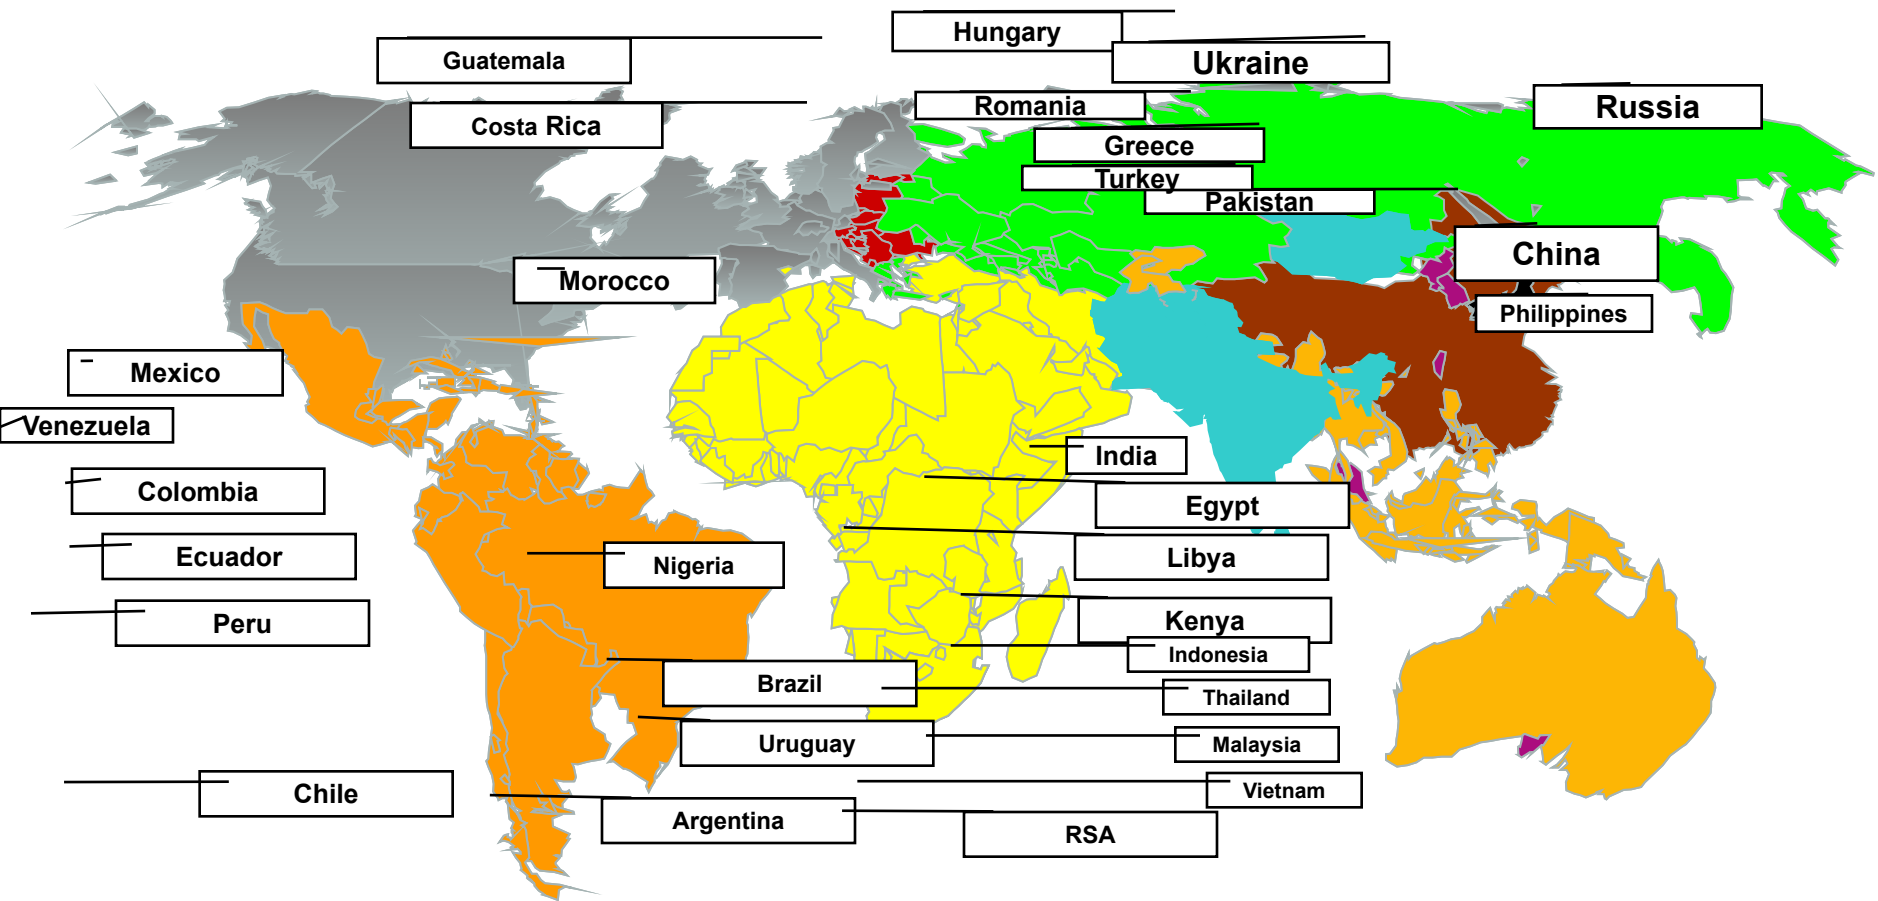 Hungary
Guatemala
Ukraine
Romania
Russia
Costa Rica
Greece
Turkey
Pakistan
China
Morocco
Philippines
Mexico
Venezuela
India
Colombia
Egypt
Ecuador
Nigeria
Libya
Peru
Kenya
Indonesia
Brazil
Thailand
Uruguay
Malaysia
Chile
Vietnam
Argentina
RSA